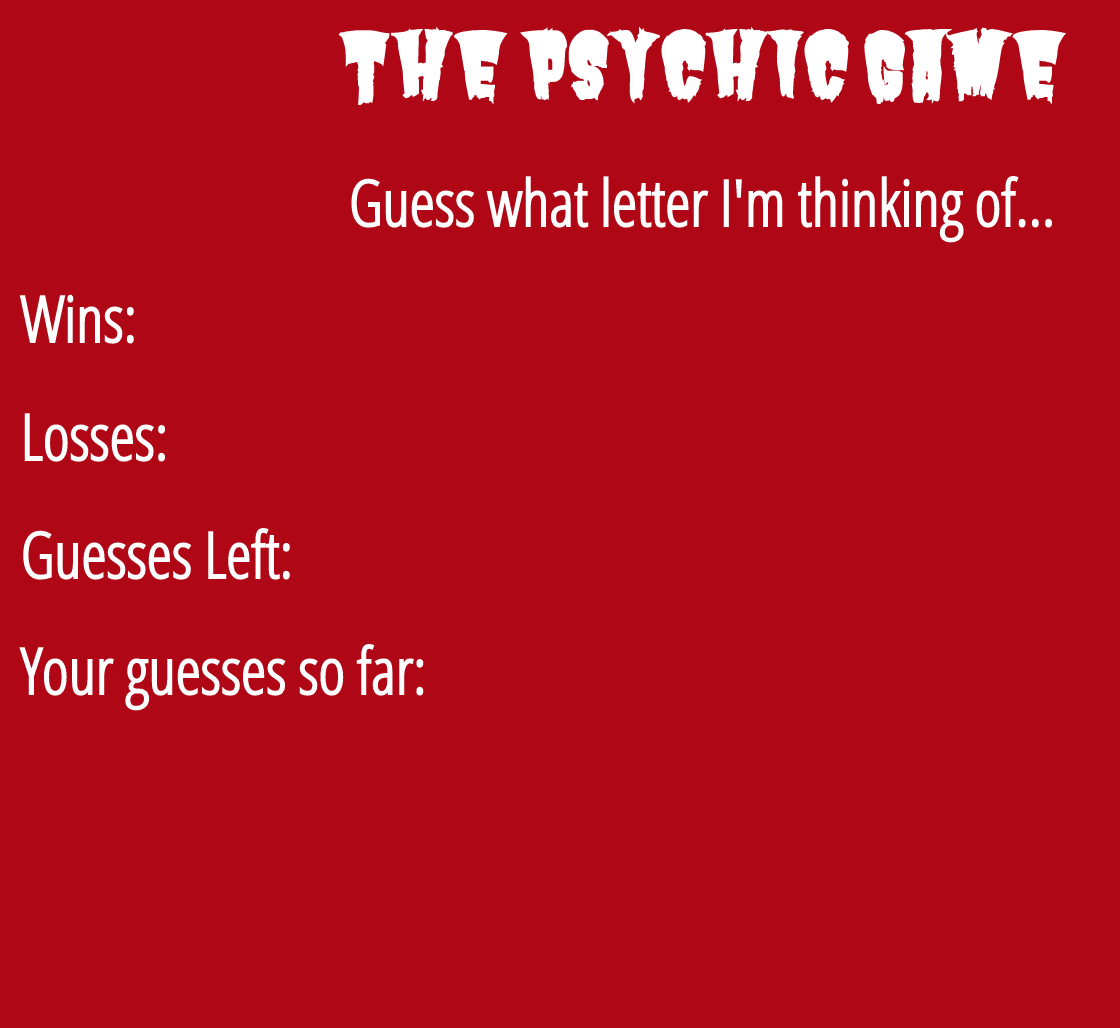 THE PSYCHIC GAME
Guess what letter I'm thinking of...
Wins:
Losses:
Guesses Left:
Your guesses so far: